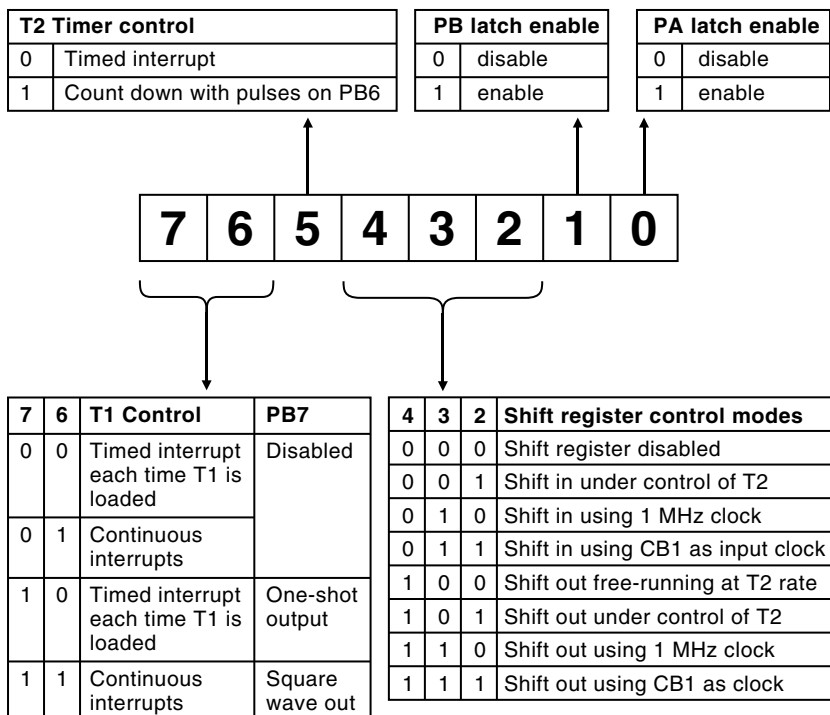 T2 Timer control
0 Timed interrupt
1 Count down with pulses on PB6
PB latch enable
0 disable
1 enable
PA latch enable
0 disable
1 enable
7 6 5 4 3 2 1 0
7 6 T1 Control PB7
0 0 Timed interrupt Disabled
each time T1 is
loaded
0 1 Continuous
interrupts
1 0 Timed interrupt One-shot
each time T1 is output
loaded
1 1 Continuous Square
interrupts wave out
4 3 2 Shift register control modes
0 0 0 Shift register disabled
0 0 1 Shift in under control of T2
0 1 0 Shift in using 1 MHz clock
0 1 1 Shift in using CB1 as input clock
1 0 0 Shift out free-running at T2 rate
1 0 1 Shift out under control of T2
1 1 0 Shift out using 1 MHz clock
1 1 1 Shift out using CB1 as clock